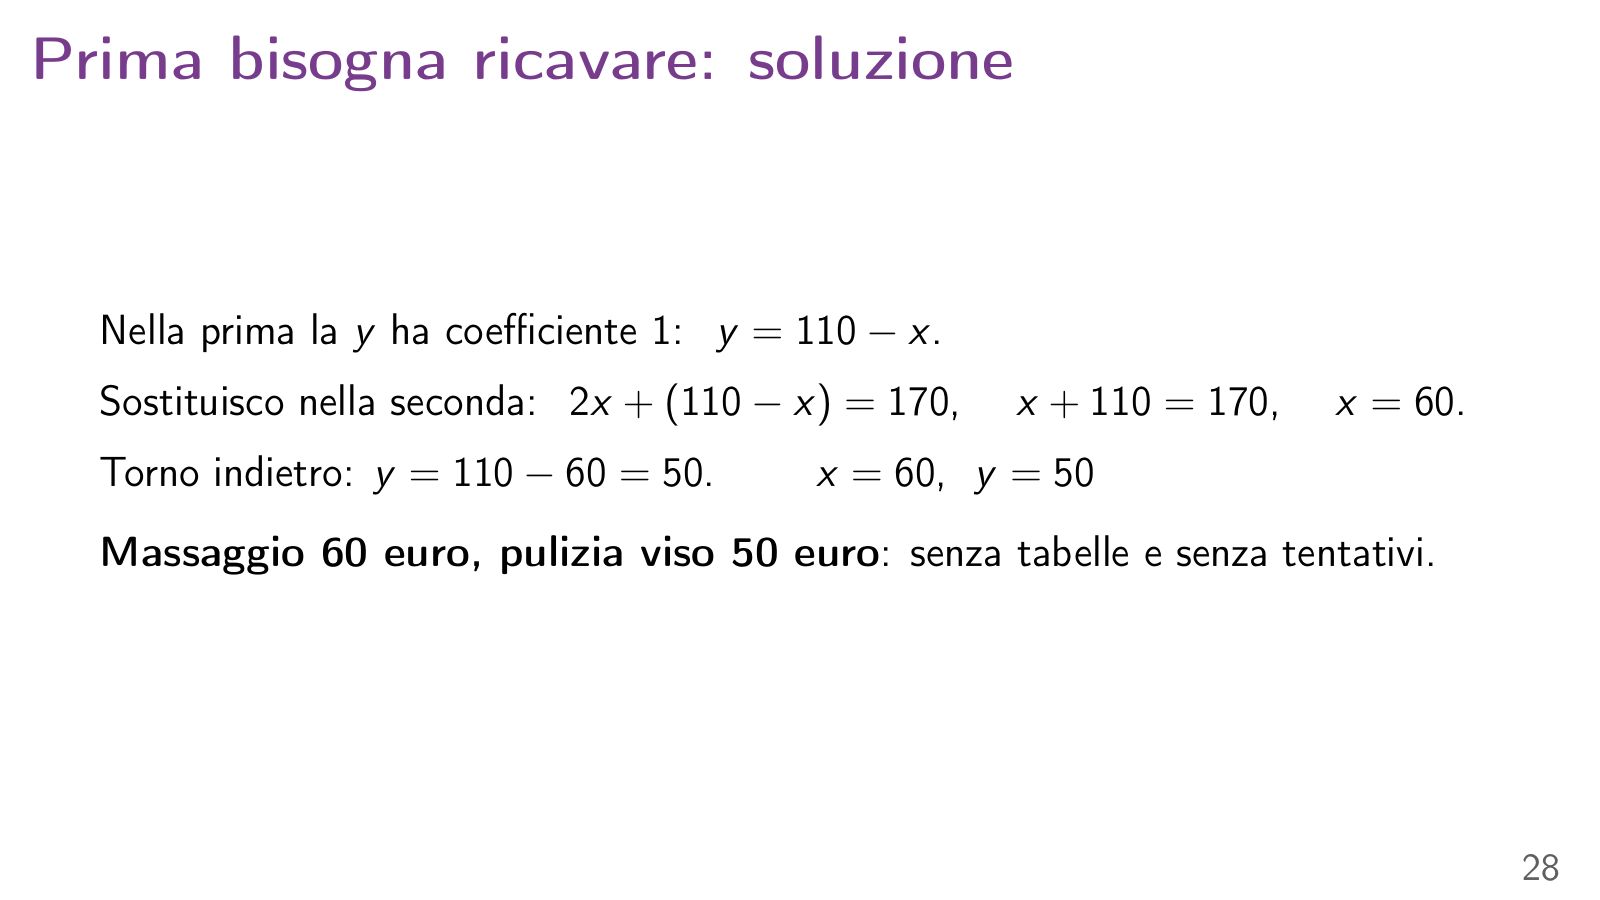 Prima bisogna ricavare: soluzione
Nella prima la y ha coefficiente 1: y = 110 − x.
Sostituisco nella seconda: 2x + (110 − x) = 170, x + 110 = 170, x = 60.
Torno indietro: y = 110 − 60 = 50. x = 60, y = 50
Massaggio 60 euro, pulizia viso 50 euro: senza tabelle e senza tentativi.
28